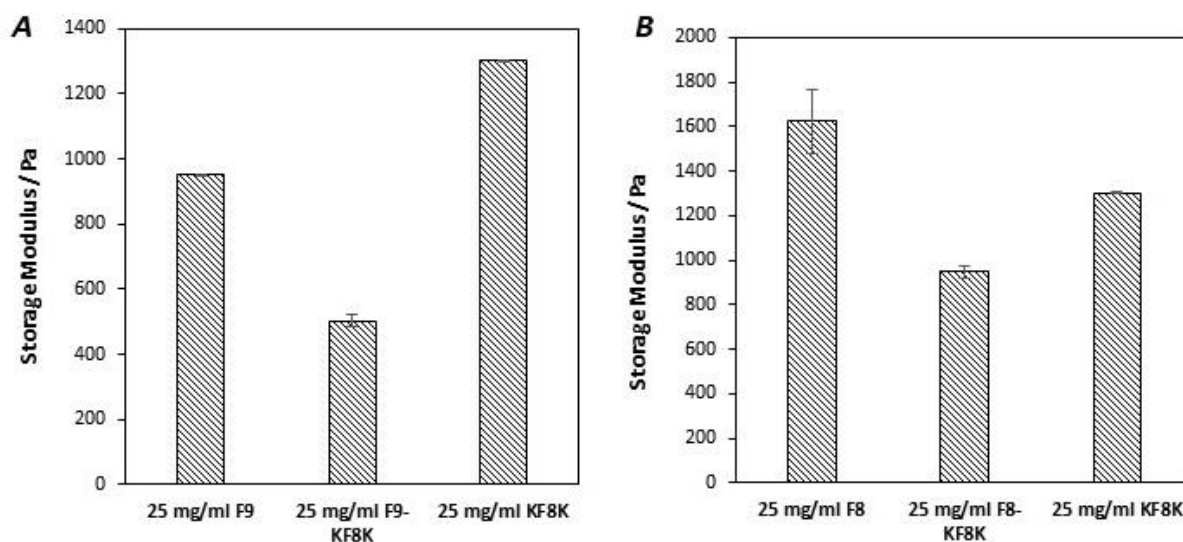 A
Storage Modulus / Pa
1400
1200
1000
800
600
400
200
0
25 mg/ml F9
25 mg/ml F9-
KF8K
25 mg/ml KF8K
B
Storage Modulus / Pa
2000
1800
1600
1400
1200
1000
800
600
400
200
0
25 mg/ml F8
25 mg/ml F8-
KF8K
25 mg/ml KF8K